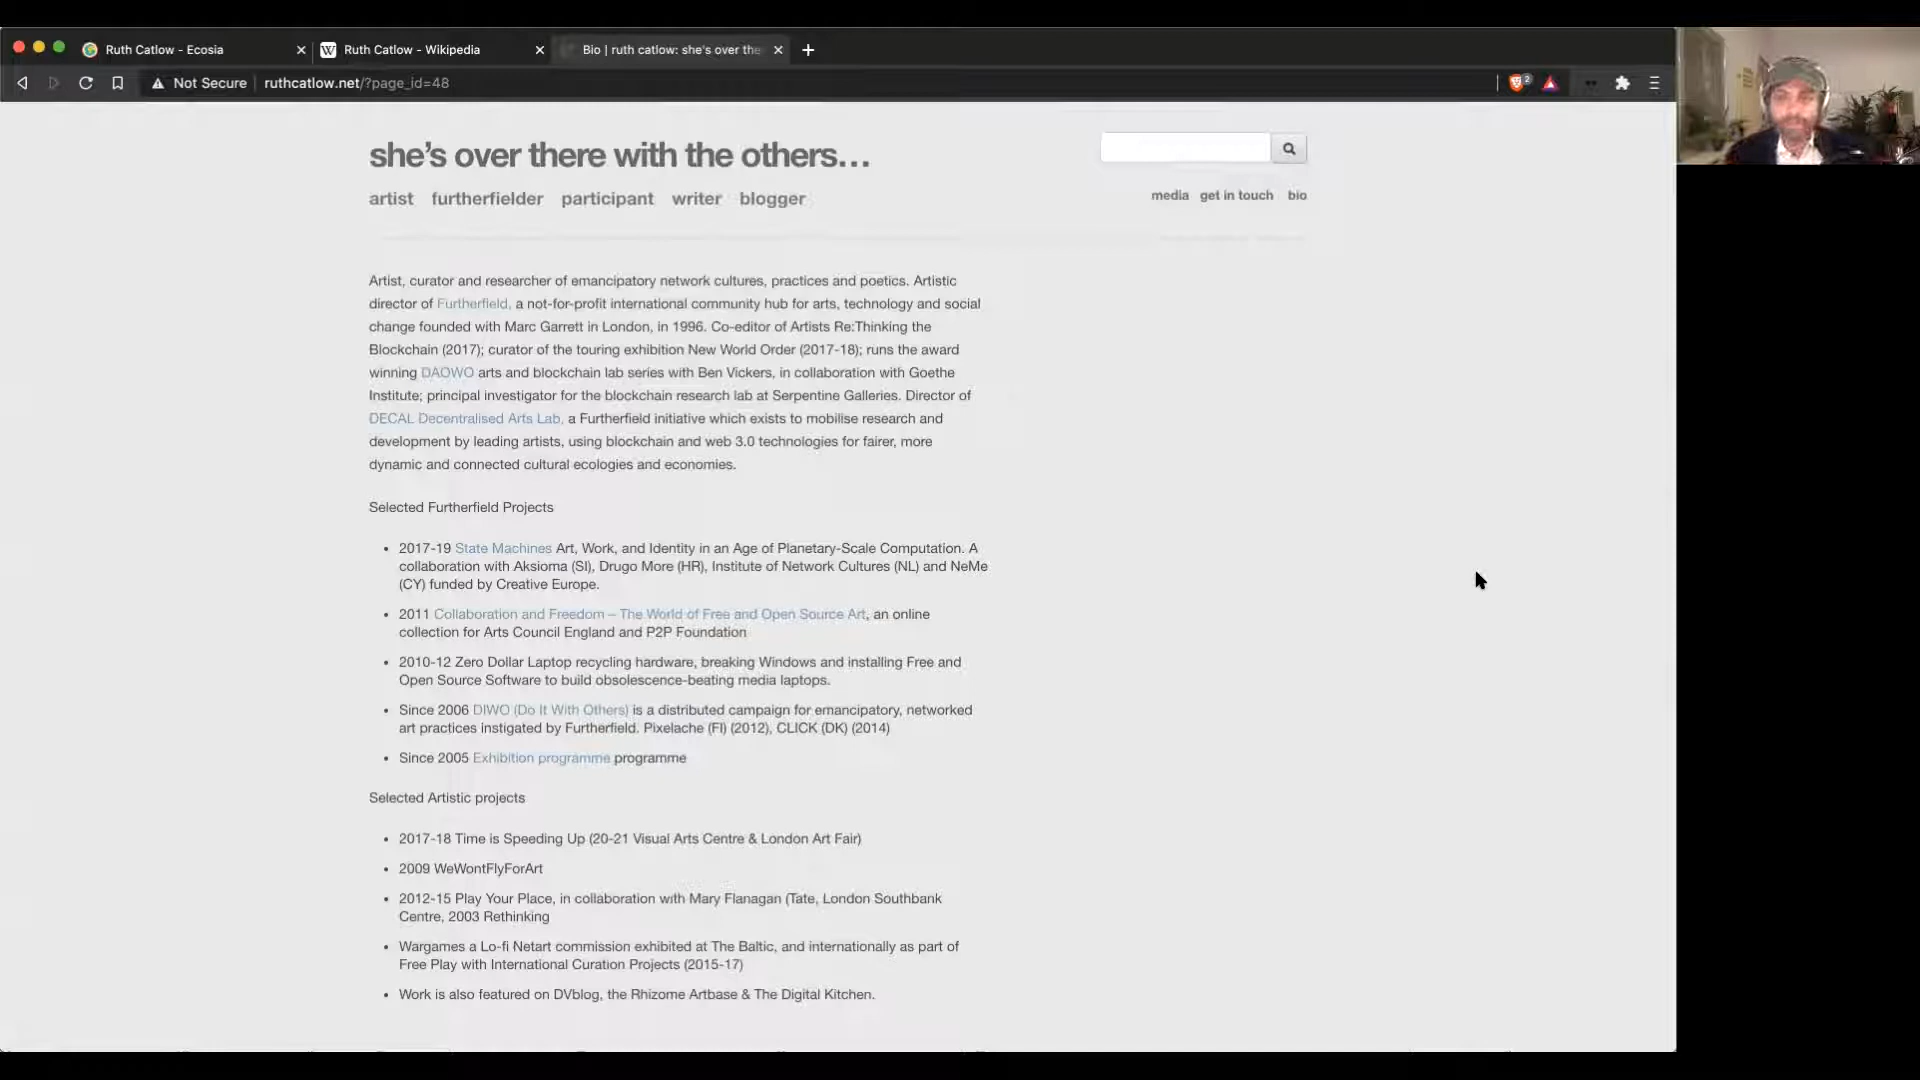 Ruth Catlow - Ecosia
Ruth Catlow - Wikipedia
Bio | ruth catlow: she's over the
Not Secure
ruthcatlow.net/?page_id=48
2
she's over there with the others…
artist furtherfielder participant writer blogger
media get in touch bio
Artist, curator and researcher of emancipatory network cultures, practices and poetics. Artistic
director of Furtherfield, a not-for-profit international community hub for arts, technology and social
change founded with Marc Garrett in London, in 1996. Co-editor of Artists Re:Thinking the
Blockchain (2017); curator of the touring exhibition New World Order (2017-18); runs the award
winning DAOWO arts and blockchain lab series with Ben Vickers, in collaboration with Goethe
Institute; principal investigator for the blockchain research lab at Serpentine Galleries. Director of
DECAL Decentralised Arts Lab, a Furtherfield initiative which exists to mobilise research and
development by leading artists, using blockchain and web 3.0 technologies for fairer, more
dynamic and connected cultural ecologies and economies.
Selected Furtherfield Projects
• 2017-19 State Machines Art, Work, and Identity in an Age of Planetary-Scale Computation. A
collaboration with Aksioma (SI), Drugo More (HR), Institute of Network Cultures (NL) and NeMe
(CY) funded by Creative Europe.
• 2011 Collaboration and Freedom – The World of Free and Open Source Art, an online
collection for Arts Council England and P2P Foundation
• 2010-12 Zero Dollar Laptop recycling hardware, breaking Windows and installing Free and
Open Source Software to build obsolescence-beating media laptops.
• Since 2006 DIWO (Do It With Others) is a distributed campaign for emancipatory, networked
art practices instigated by Furtherfield. Pixelache (FI) (2012), CLICK (DK) (2014)
• Since 2005 Exhibition programme programme
Selected Artistic projects
• 2017-18 Time is Speeding Up (20-21 Visual Arts Centre & London Art Fair)
• 2009 WeWontFlyForArt
• 2012-15 Play Your Place, in collaboration with Mary Flanagan (Tate, London Southbank
Centre, 2003 Rethinking
• Wargames a Lo-fi Netart commission exhibited at The Baltic, and internationally as part of
Free Play with International Curation Projects (2015-17)
• Work is also featured on DVblog, the Rhizome Artbase & The Digital Kitchen.